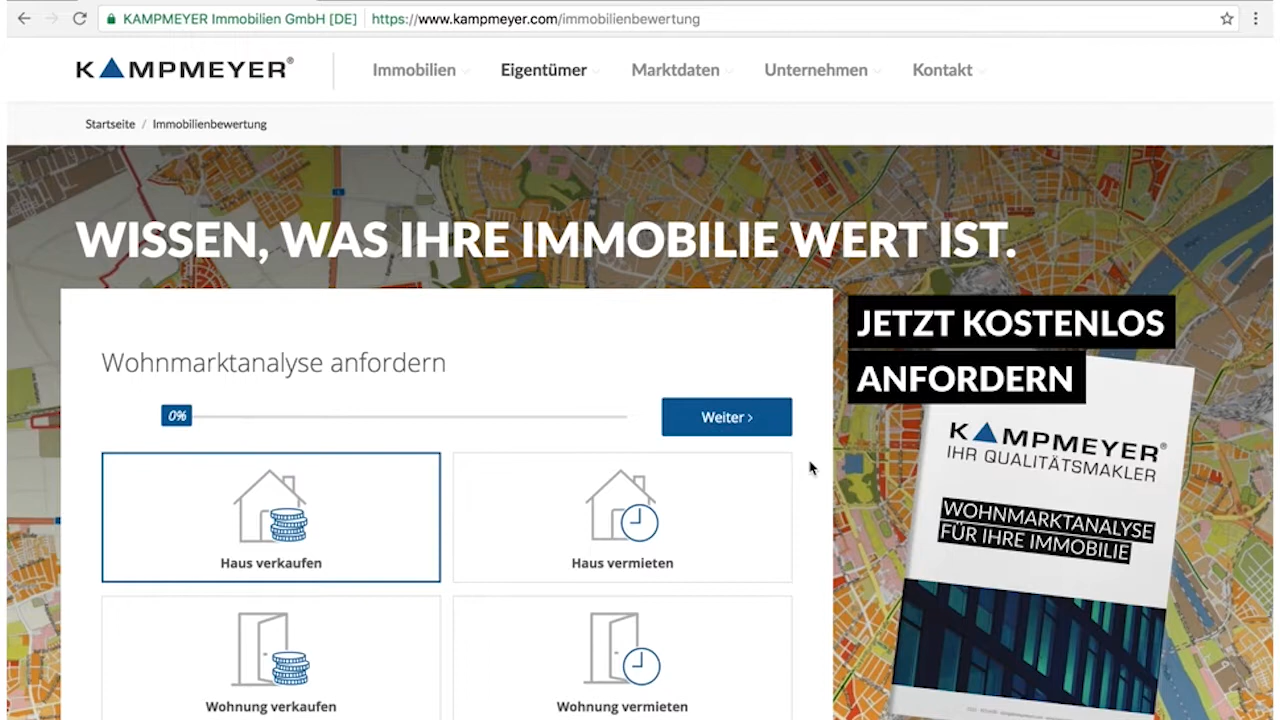 KAMPMEYER Immobilien GmbH [DE] https://www.kampmeyer.com/immobilienbewertung
KAMPMEYER® Immobilien Eigentümer Marktdaten Unternehmen Kontakt
Startseite / Immobilienbewertung
WISSEN, WAS IHRE IMMOBILIE WERT IST.
JETZT KOSTENLOS
ANFORDERN
Wohnmarktanalyse anfordern
0% Weiter >
Haus verkaufen Haus vermieten
Wohnung verkaufen Wohnung vermieten
KAMPMEYER®
IHR QUALITÄTSMAKLER
WOHNMARKTANALYSE
FÜR IHRE IMMOBILIE